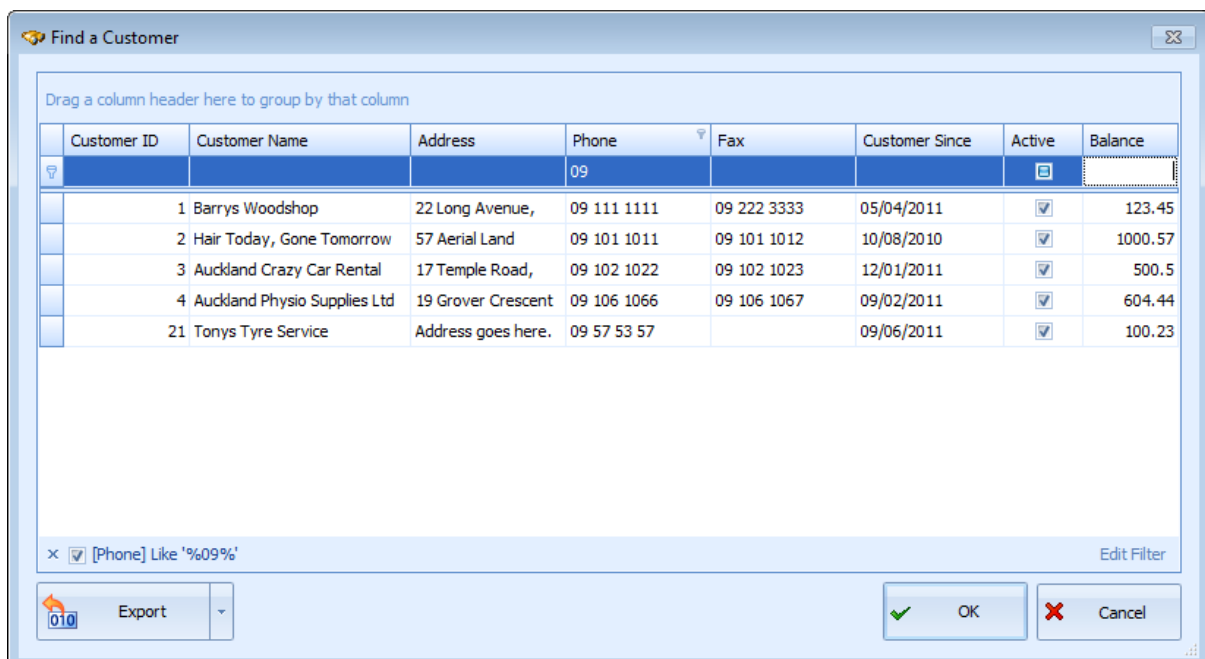 Find a Customer
Drag a column header here to group by that column
Customer ID Customer Name Address Phone Fax Customer Since Active Balance
09
1 Barrys Woodshop 22 Long Avenue, 09 111 1111 09 222 3333 05/04/2011 123.45
2 Hair Today, Gone Tomorrow 57 Aerial Land 09 101 1011 09 101 1012 10/08/2010 1000.57
3 Auckland Crazy Car Rental 17 Temple Road, 09 102 1022 09 102 1023 12/01/2011 500.5
4 Auckland Physio Supplies Ltd 19 Grover Crescent 09 106 1066 09 106 1067 09/02/2011 604.44
21 Tonys Tyre Service Address goes here. 09 57 53 57 09/06/2011 100.23
[Phone] Like '%09%' Edit Filter
010 Export OK Cancel